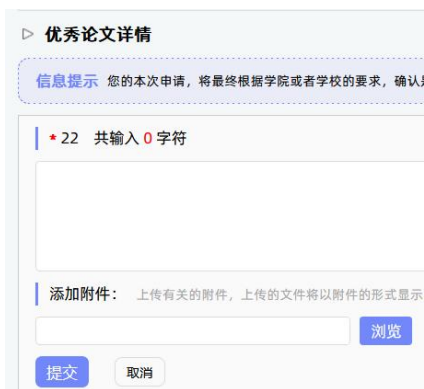 优秀论文详情
信息提示 您的本次申请，将最终根据学院或者学校的要求，确认
* 22 共输入 0 字符
添加附件： 上传有关的附件，上传的文件将以附件的形式显示
浏览
提交 取消